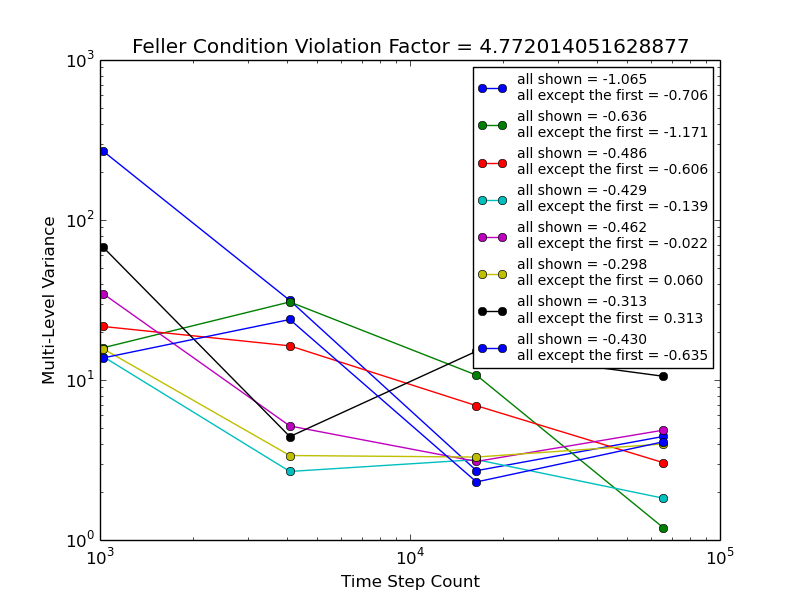 Feller Condition Violation Factor = 4.772014051628877
10³
all shown = -1.065
all except the first = -0.706
all shown = -0.636
all except the first = -1.171
all shown = -0.486
all except the first = -0.606
all shown = -0.429
all except the first = -0.139
all shown = -0.462
all except the first = -0.022
all shown = -0.298
all except the first = 0.060
all shown = -0.313
all except the first = 0.313
all shown = -0.430
all except the first = -0.635
10²
Multi-Level Variance
10¹
10⁰
10³ 10⁴ 10⁵
Time Step Count